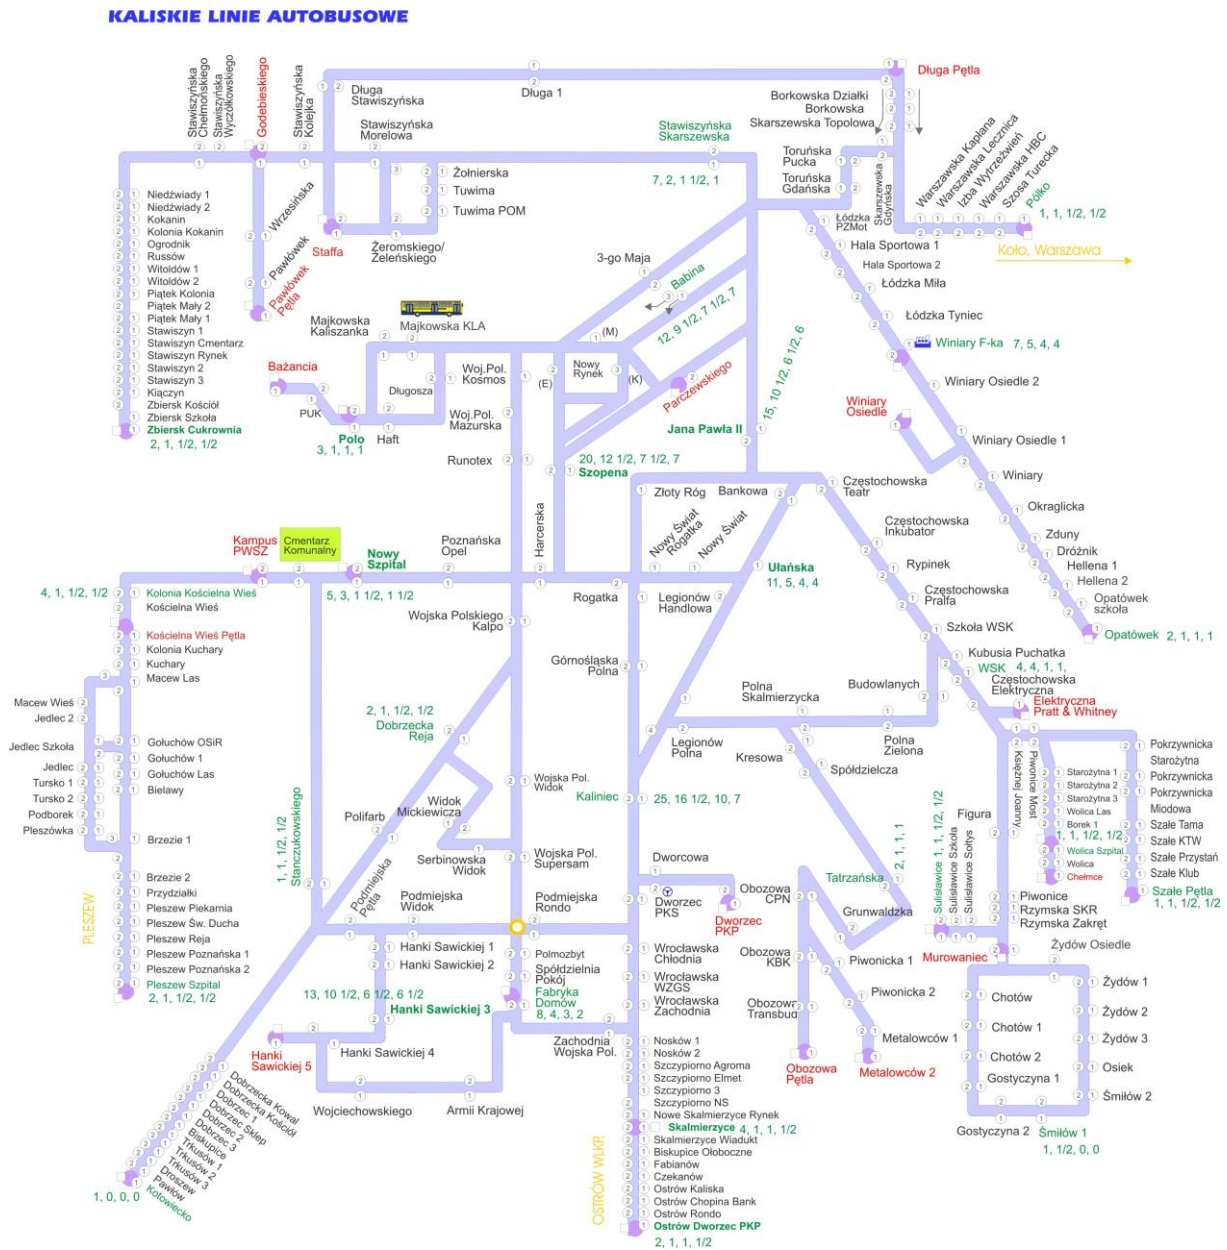 KALISKIE LINIE AUTOBUSOWE
Stawiszyńska
Chełmońskiego
Stawiszyńska
Wyczółkowskiego
Godebieskiego
Stawiszyńska
Kolejka
Długa
Stawiszyńska
Stawiszyńska
Morelowa
Długa 1
Długa Pętla
Borkowska Działki
Borkowska
Skarszewska Topolowa
Stawiszyńska
Skarszewska
7, 2, 1 1/2, 1
Toruńska
Pucka
Toruńska
Gdańska
Skarszewska
Gdyńska
Warszawska Kapłana
Warszawska Lecznica
Izba Wytrzeźwień
Warszawska HBC
Szosa Turecka
Pólko
1, 1, 1/2, 1/2
Koło, Warszawa
Niedźwiady 1
Niedźwiady 2
Kokanin
Kolonia Kokanin
Ogrodnik
Russów
Witoldów 1
Witoldów 2
Piątek Kolonia
Piątek Mały 2
Piątek Mały 1
Stawiszyn 1
Stawiszyn Cmentarz
Stawiszyn Rynek
Stawiszyn 2
Stawiszyn 3
Kiączyn
Zbiersk Kościół
Zbiersk Szkoła
Zbiersk Cukrownia
2, 1, 1/2, 1/2
Wrzesińska
Pawłówek
Pawłówek
Pętla
Staffa
Żołnierska
Tuwima
Tuwima POM
Żeromskiego/
Żeleńskiego
3-go Maja
Babina
12, 9 1/2, 7 1/2, 7
Łódzka
PZMot
Hala Sportowa 1
Hala Sportowa 2
Łódzka Miła
Łódzka Tyniec
Winiary F-ka 7, 5, 4, 4
Winiary Osiedle 2
Winiary
Osiedle
Winiary Osiedle 1
Winiary
Okraglicka
Zduny
Dróżnik
Hellena 1
Hellena 2
Opatówek
szkoła
Opatówek 2, 1, 1, 1
Majkowska
Kaliszanka
Majkowska KLA
Bażancia
PUK
Polo
3, 1, 1, 1
Haft
Długosza
Woj.Pol.
Kosmos
Woj.Pol.
Mazurska
Runotex
(M)
(E)
(K)
Nowy
Rynek
Parczewskiego
15, 10 1/2, 6 1/2, 6
Jana Pawła II
20, 12 1/2, 7 1/2, 7
Szopena
Harcerska
Złoty Róg
Bankowa
Częstochowska
Teatr
Nowy Świat
Rogatka
Nowy Świat
Częstochowska
Inkubator
Rypinek
Częstochowska
Pralfa
Szkoła WSK
Kubusia Puchatka
WSK 4, 4, 1, 1,
Częstochowska
Elektryczna
Elektryczna
Pratt & Whitney
Ułańska
11, 5, 4, 4
Kampus
PWSZ
Cmentarz
Komunalny
Nowy
Szpital
5, 3, 1 1/2, 1 1/2
Poznańska
Opel
Rogatka
Legionów
Handlowa
4, 1, 1/2, 1/2
Kolonia Kościelna Wieś
Kościelna Wieś
Kościelna Wieś Pętla
Kolonia Kuchary
Kuchary
Macew Las
Macew Wieś
Jedlec 2
Jedlec Szkoła
Jedlec
Tursko 1
Tursko 2
Podborek
Pleszówka
Gołuchów OSiR
Gołuchów 1
Gołuchów Las
Bielawy
Brzezie 1
Brzezie 2
Przydziałki
Pleszew Piekarnia
Pleszew Św. Ducha
Pleszew Reja
Pleszew Poznańska 1
Pleszew Poznańska 2
Pleszew Szpital
2, 1, 1/2, 1/2
PLESZEW
Wojska Polskiego
Kalpo
Górnośląska
Polna
2, 1, 1/2, 1/2
Dobrzecka
Reja
Widok
Mickiewicza
Polifarb
Serbinowska
Widok
Wojska Pol.
Widok
Wojska Pol.
Supersam
1, 1, 1/2, 1/2
Stanczukowskiego
Kaliniec
25, 16 1/2, 10, 7
Legionów
Polna
Polna
Skalmierzycka
Budowlanych
Kresowa
Spółdzielcza
Polna
Zielona
Tatrzańska
2, 1, 1, 1
Grunwaldzka
Obozowa
CPN
Obozowa
KBK
Obozowa
Transbud
Obozowa
Pętla
Piwonicka 1
Piwonicka 2
Metalowców 1
Metalowców 2
Dworcowa
Dworzec
PKS
Dworzec
PKP
Podmiejska
Pętla
Podmiejska
Widok
Podmiejska
Rondo
Hanki Sawickiej 1
Hanki Sawickiej 2
13, 10 1/2, 6 1/2, 6 1/2
Hanki Sawickiej 3
Hanki
Sawickiej 5
Hanki Sawickiej 4
Polmozbyt
Spółdzielnia
Pokój
Fabryka
Domów
8, 4, 3, 2
Wojciechowskiego
Armii Krajowej
Zachodnia
Wojska Pol.
Wrocławska
Chłodnia
Wrocławska
WZGS
Wrocławska
Zachodnia
Nosków 1
Nosków 2
Szczypiorno Agroma
Szczypiorno Elmet
Szczypiorno 3
Szczypiorno NS
Nowe Skalmierzyce Rynek
Skalmierzyce 4, 1, 1, 1/2
Skalmierzyce Wiadukt
Biskupice Ołoboczne
Fabianów
Czekanów
Ostrów Kaliska
Ostrów Chopina Bank
Ostrów Rondo
Ostrów Dworzec PKP
2, 1, 1, 1/2
OSTRÓW WLKP.
Dobrzecka Kowal
Dobrzecka Kościół
Dobrzec 1
Dobrzec Sklep
Dobrzec 2
Dobrzec 3
Biskupice
Trkusów 1
Trkusów 2
Trkusów 3
Droszew
Pawłów
Kotowiecko
1, 0, 0, 0
Figura
Księżnej Joanny
Piwonice Most
Starożytna 1
Starożytna 2
Starożytna 3
Wolica Las
Borek 1
1, 1, 1/2, 1/2
Wolica Szpital
Wolica
Chełmce
Pokrzywnicka
Starożytna
Pokrzywnicka
Pokrzywnicka
Miodowa
Szałe Tama
Szałe KTW
Szałe Przystań
Szałe Klub
Szałe Pętla
1, 1, 1/2, 1/2
Sulisławice 1, 1, 1/2, 1/2
Sulisławice Szkoła
Sulisławice Sołtys
Piwonice
Rzymska SKR
Rzymska Zakręt
Murowaniec
Żydów Osiedle
Żydów 1
Żydów 2
Żydów 3
Osiek
Śmiłów 2
Chotów
Chotów 1
Chotów 2
Gostyczyna 1
Gostyczyna 2
Śmiłów 1
1, 1/2, 0, 0